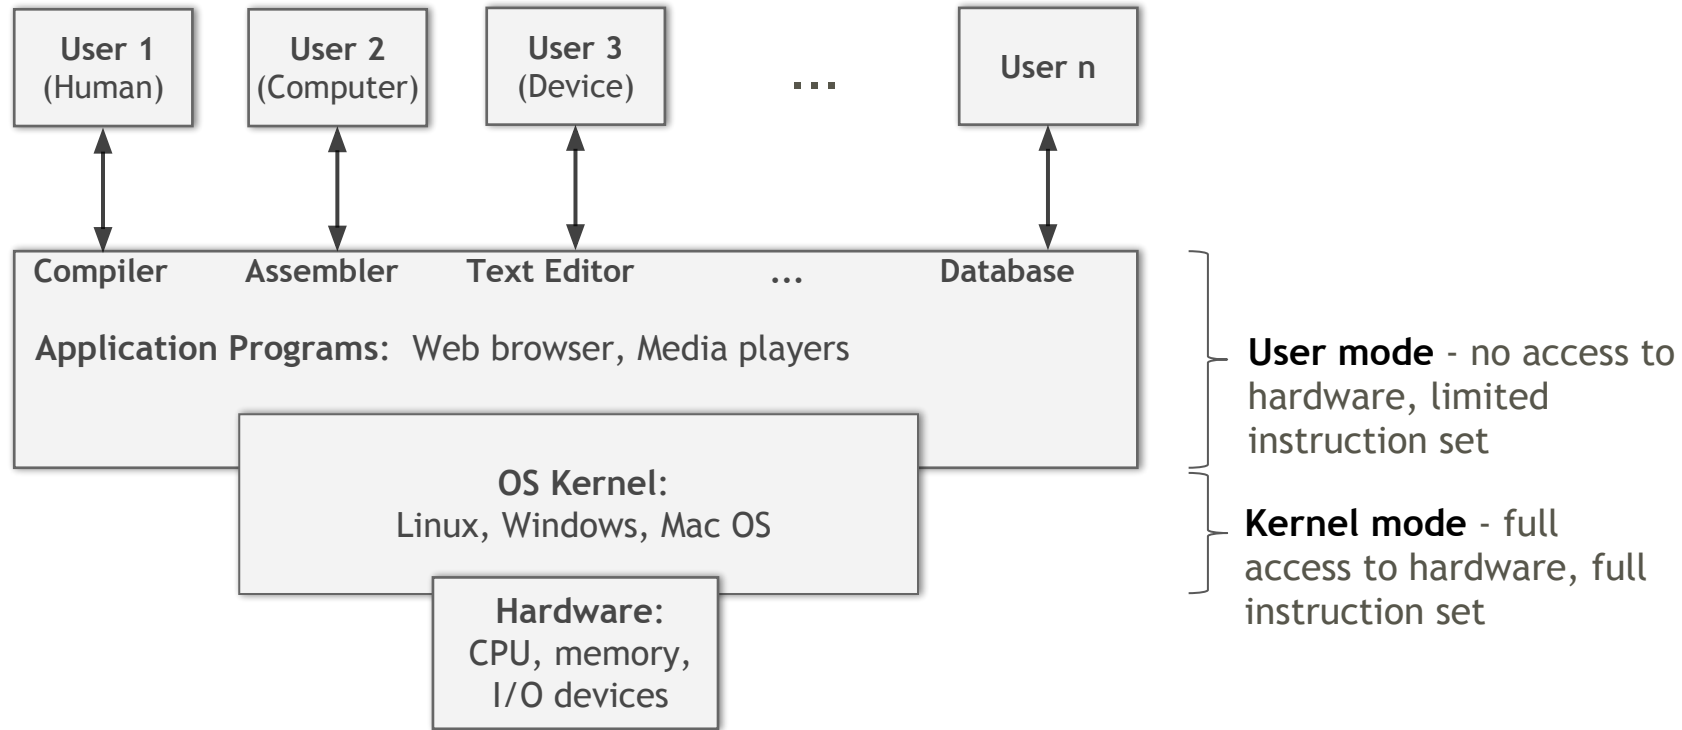 User 1
(Human)
User 2
(Computer)
User 3
(Device)
...
User n
Compiler
Assembler
Text Editor
...
Database
Application Programs: Web browser, Media players
User mode - no access to
hardware, limited
instruction set
OS Kernel:
Linux, Windows, Mac OS
Kernel mode - full
access to hardware, full
instruction set
Hardware:
CPU, memory,
I/O devices